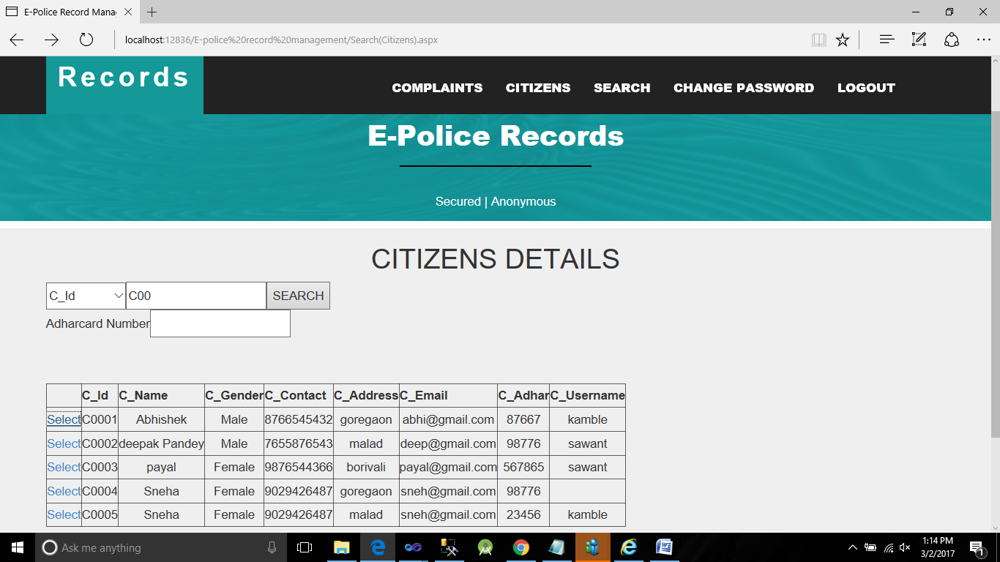 E-Police Record Mana
localhost:12836/E-police%20record%20management/Search(Citizens).aspx
Records
COMPLAINTS CITIZENS SEARCH CHANGE PASSWORD LOGOUT
E-Police Records
Secured | Anonymous
CITIZENS DETAILS
C_Id C00 SEARCH
Adharcard Number
C_Id C_Name C_Gender C_Contact C_Address C_Email C_Adhar C_Username
Select C0001 Abhishek Male 8766545432 goregaon abhi@gmail.com 87667 kamble
Select C0002 deepak Pandey Male 7655876543 malad deep@gmail.com 98776 sawant
Select C0003 payal Female 9876544366 borivali payal@gmail.com 567865 sawant
Select C0004 Sneha Female 9029426487 goregaon sneh@gmail.com 98776
Select C0005 Sneha Female 9029426487 malad sneh@gmail.com 23456 kamble
Ask me anything
1:14 PM
3/2/2017
1